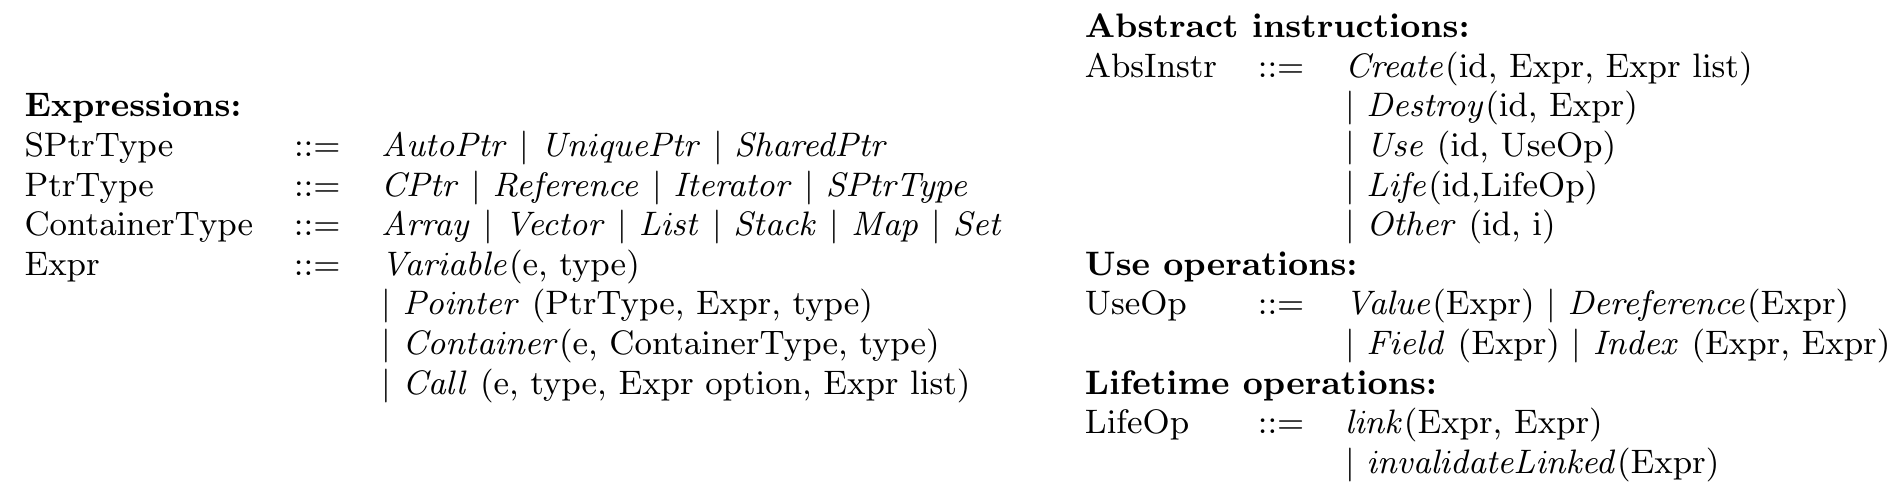 Expressions:
SPtrType ::= AutoPtr | UniquePtr | SharedPtr
PtrType ::= CPtr | Reference | Iterator | SPtrType
ContainerType ::= Array | Vector | List | Stack | Map | Set
Expr ::= Variable(e, type)
| Pointer (PtrType, Expr, type)
| Container(e, ContainerType, type)
| Call (e, type, Expr option, Expr list)
Abstract instructions:
AbsInstr ::= Create(id, Expr, Expr list)
| Destroy(id, Expr)
| Use (id, UseOp)
| Life(id,LifeOp)
| Other (id, i)
Use operations:
UseOp ::= Value(Expr) | Dereference(Expr)
| Field (Expr) | Index (Expr, Expr)
Lifetime operations:
LifeOp ::= link(Expr, Expr)
| invalidateLinked(Expr)